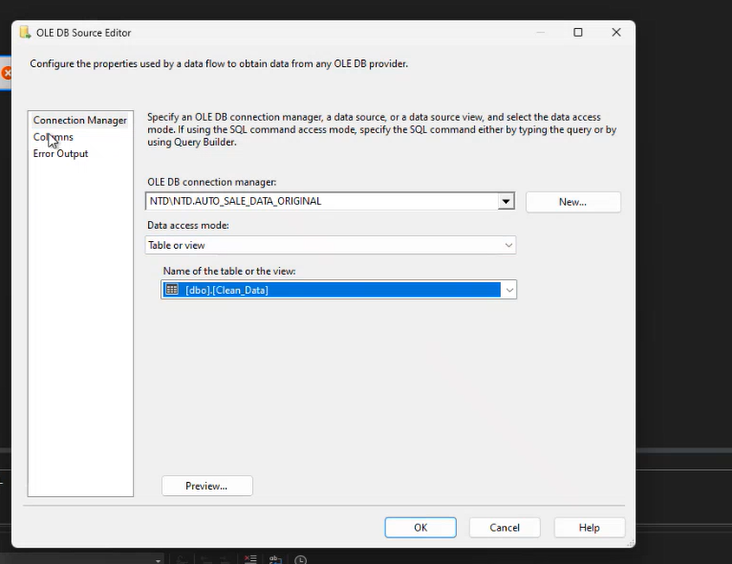 OLE DB Source Editor
Configure the properties used by a data flow to obtain data from any OLE DB provider.
Connection Manager
Columns
Error Output
Specify an OLE DB connection manager, a data source, or a data source view, and select the data access
mode. If using the SQL command access mode, specify the SQL command either by typing the query or by
using Query Builder.
OLE DB connection manager:
NTD\NTD.AUTO_SALE_DATA_ORIGINAL
New...
Data access mode:
Table or view
Name of the table or the view:
[dbo].[Clean_Data]
Preview...
OK
Cancel
Help